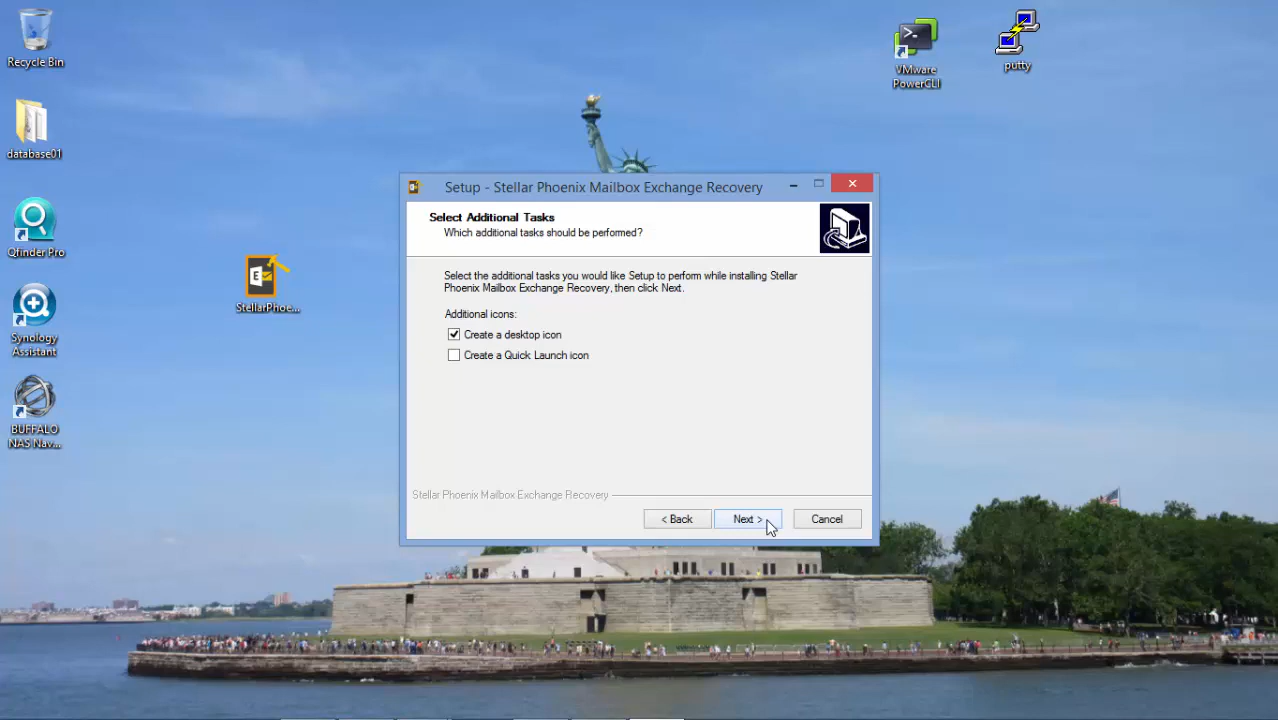 Recycle Bin
database01
Qfinder Pro
Synology
Assistant
BUFFALO
NAS Nav...
StellarPhoe...
VMware
PowerCLI
putty
Setup - Stellar Phoenix Mailbox Exchange Recovery
Select Additional Tasks
Which additional tasks should be performed?
Select the additional tasks you would like Setup to perform while installing Stellar
Phoenix Mailbox Exchange Recovery, then click Next.
Additional icons:
Create a desktop icon
Create a Quick Launch icon
Stellar Phoenix Mailbox Exchange Recovery
< Back
Next >
Cancel